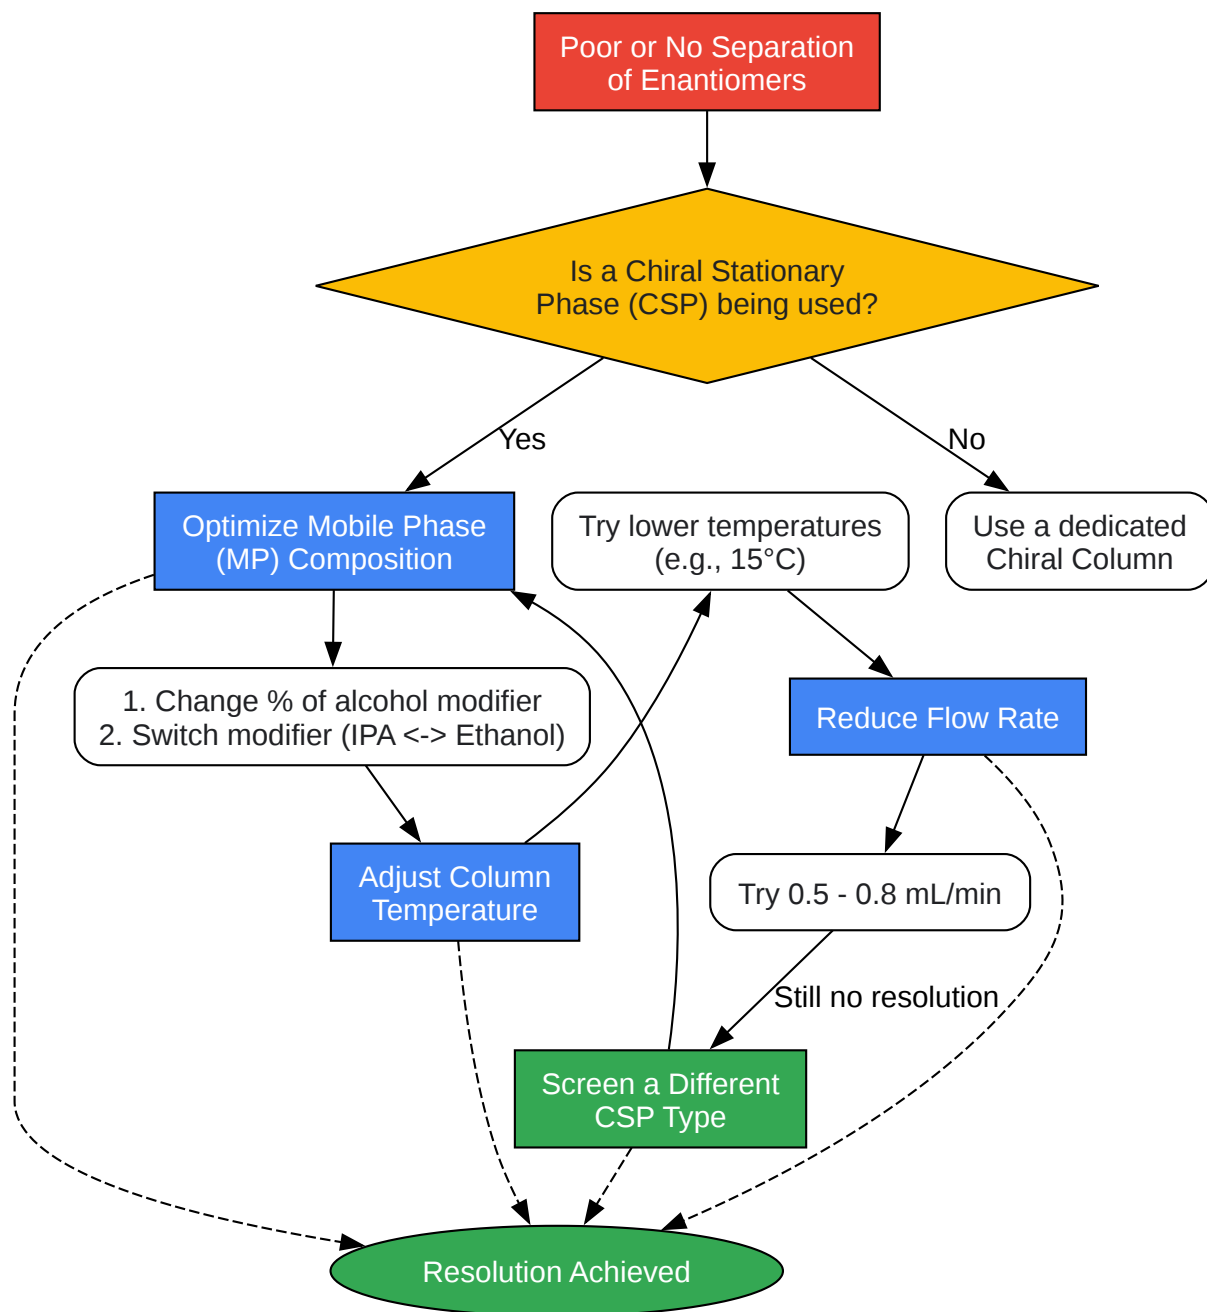 Poor or No Separation
of Enantiomers
Is a Chiral Stationary
Phase (CSP) being used?
Yes
No
Optimize Mobile Phase
(MP) Composition
Try lower temperatures
(e.g., 15°C)
Use a dedicated
Chiral Column
1. Change % of alcohol modifier
2. Switch modifier (IPA <-> Ethanol)
Reduce Flow Rate
Adjust Column
Temperature
Try 0.5 - 0.8 mL/min
Still no resolution
Screen a Different
CSP Type
Resolution Achieved